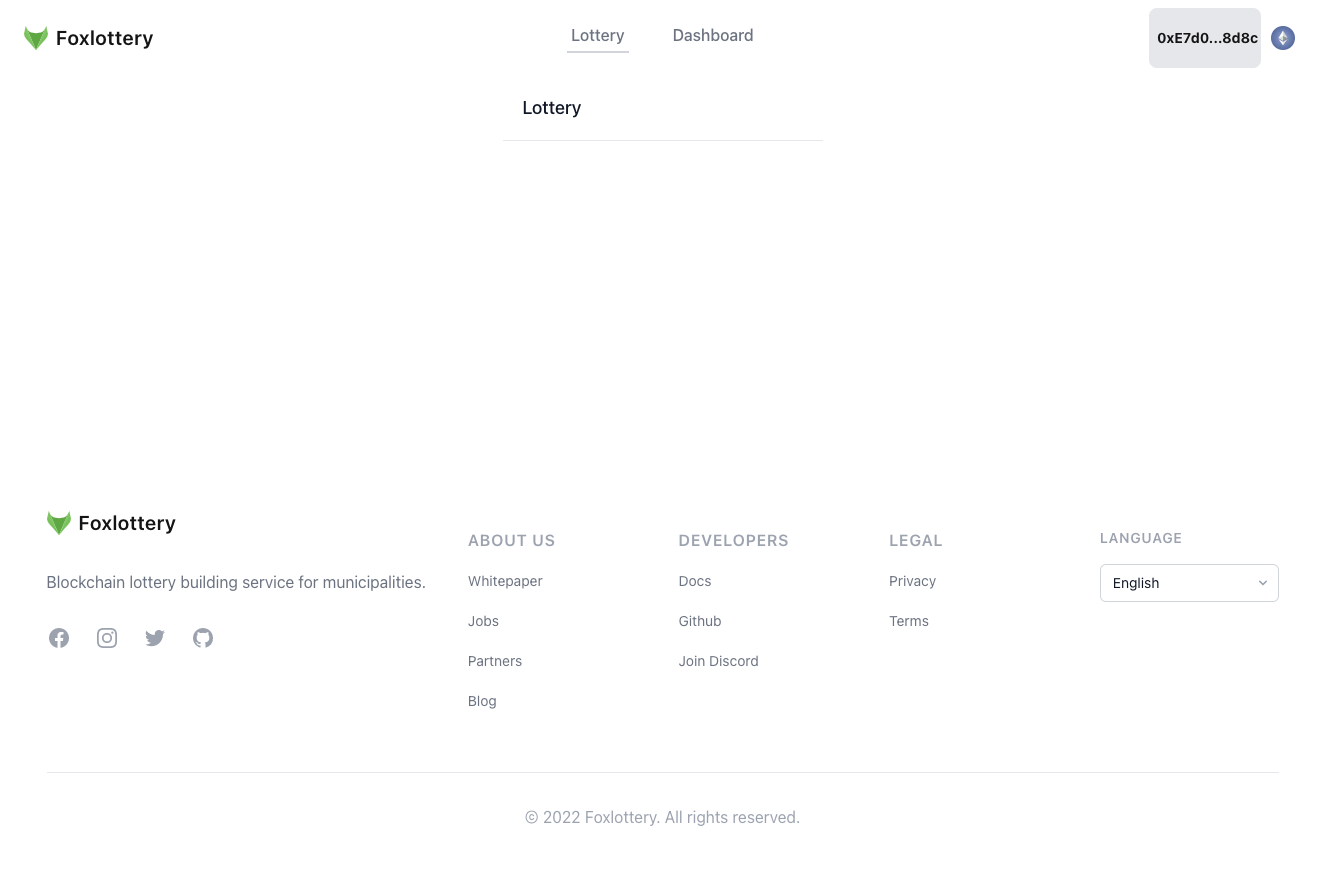 Foxlottery
Lottery
Dashboard
0xE7d0...8d8c
Lottery
Foxlottery
Blockchain lottery building service for municipalities.
ABOUT US
Whitepaper
Jobs
Partners
Blog
DEVELOPERS
Docs
Github
Join Discord
LEGAL
Privacy
Terms
LANGUAGE
English
© 2022 Foxlottery. All rights reserved.